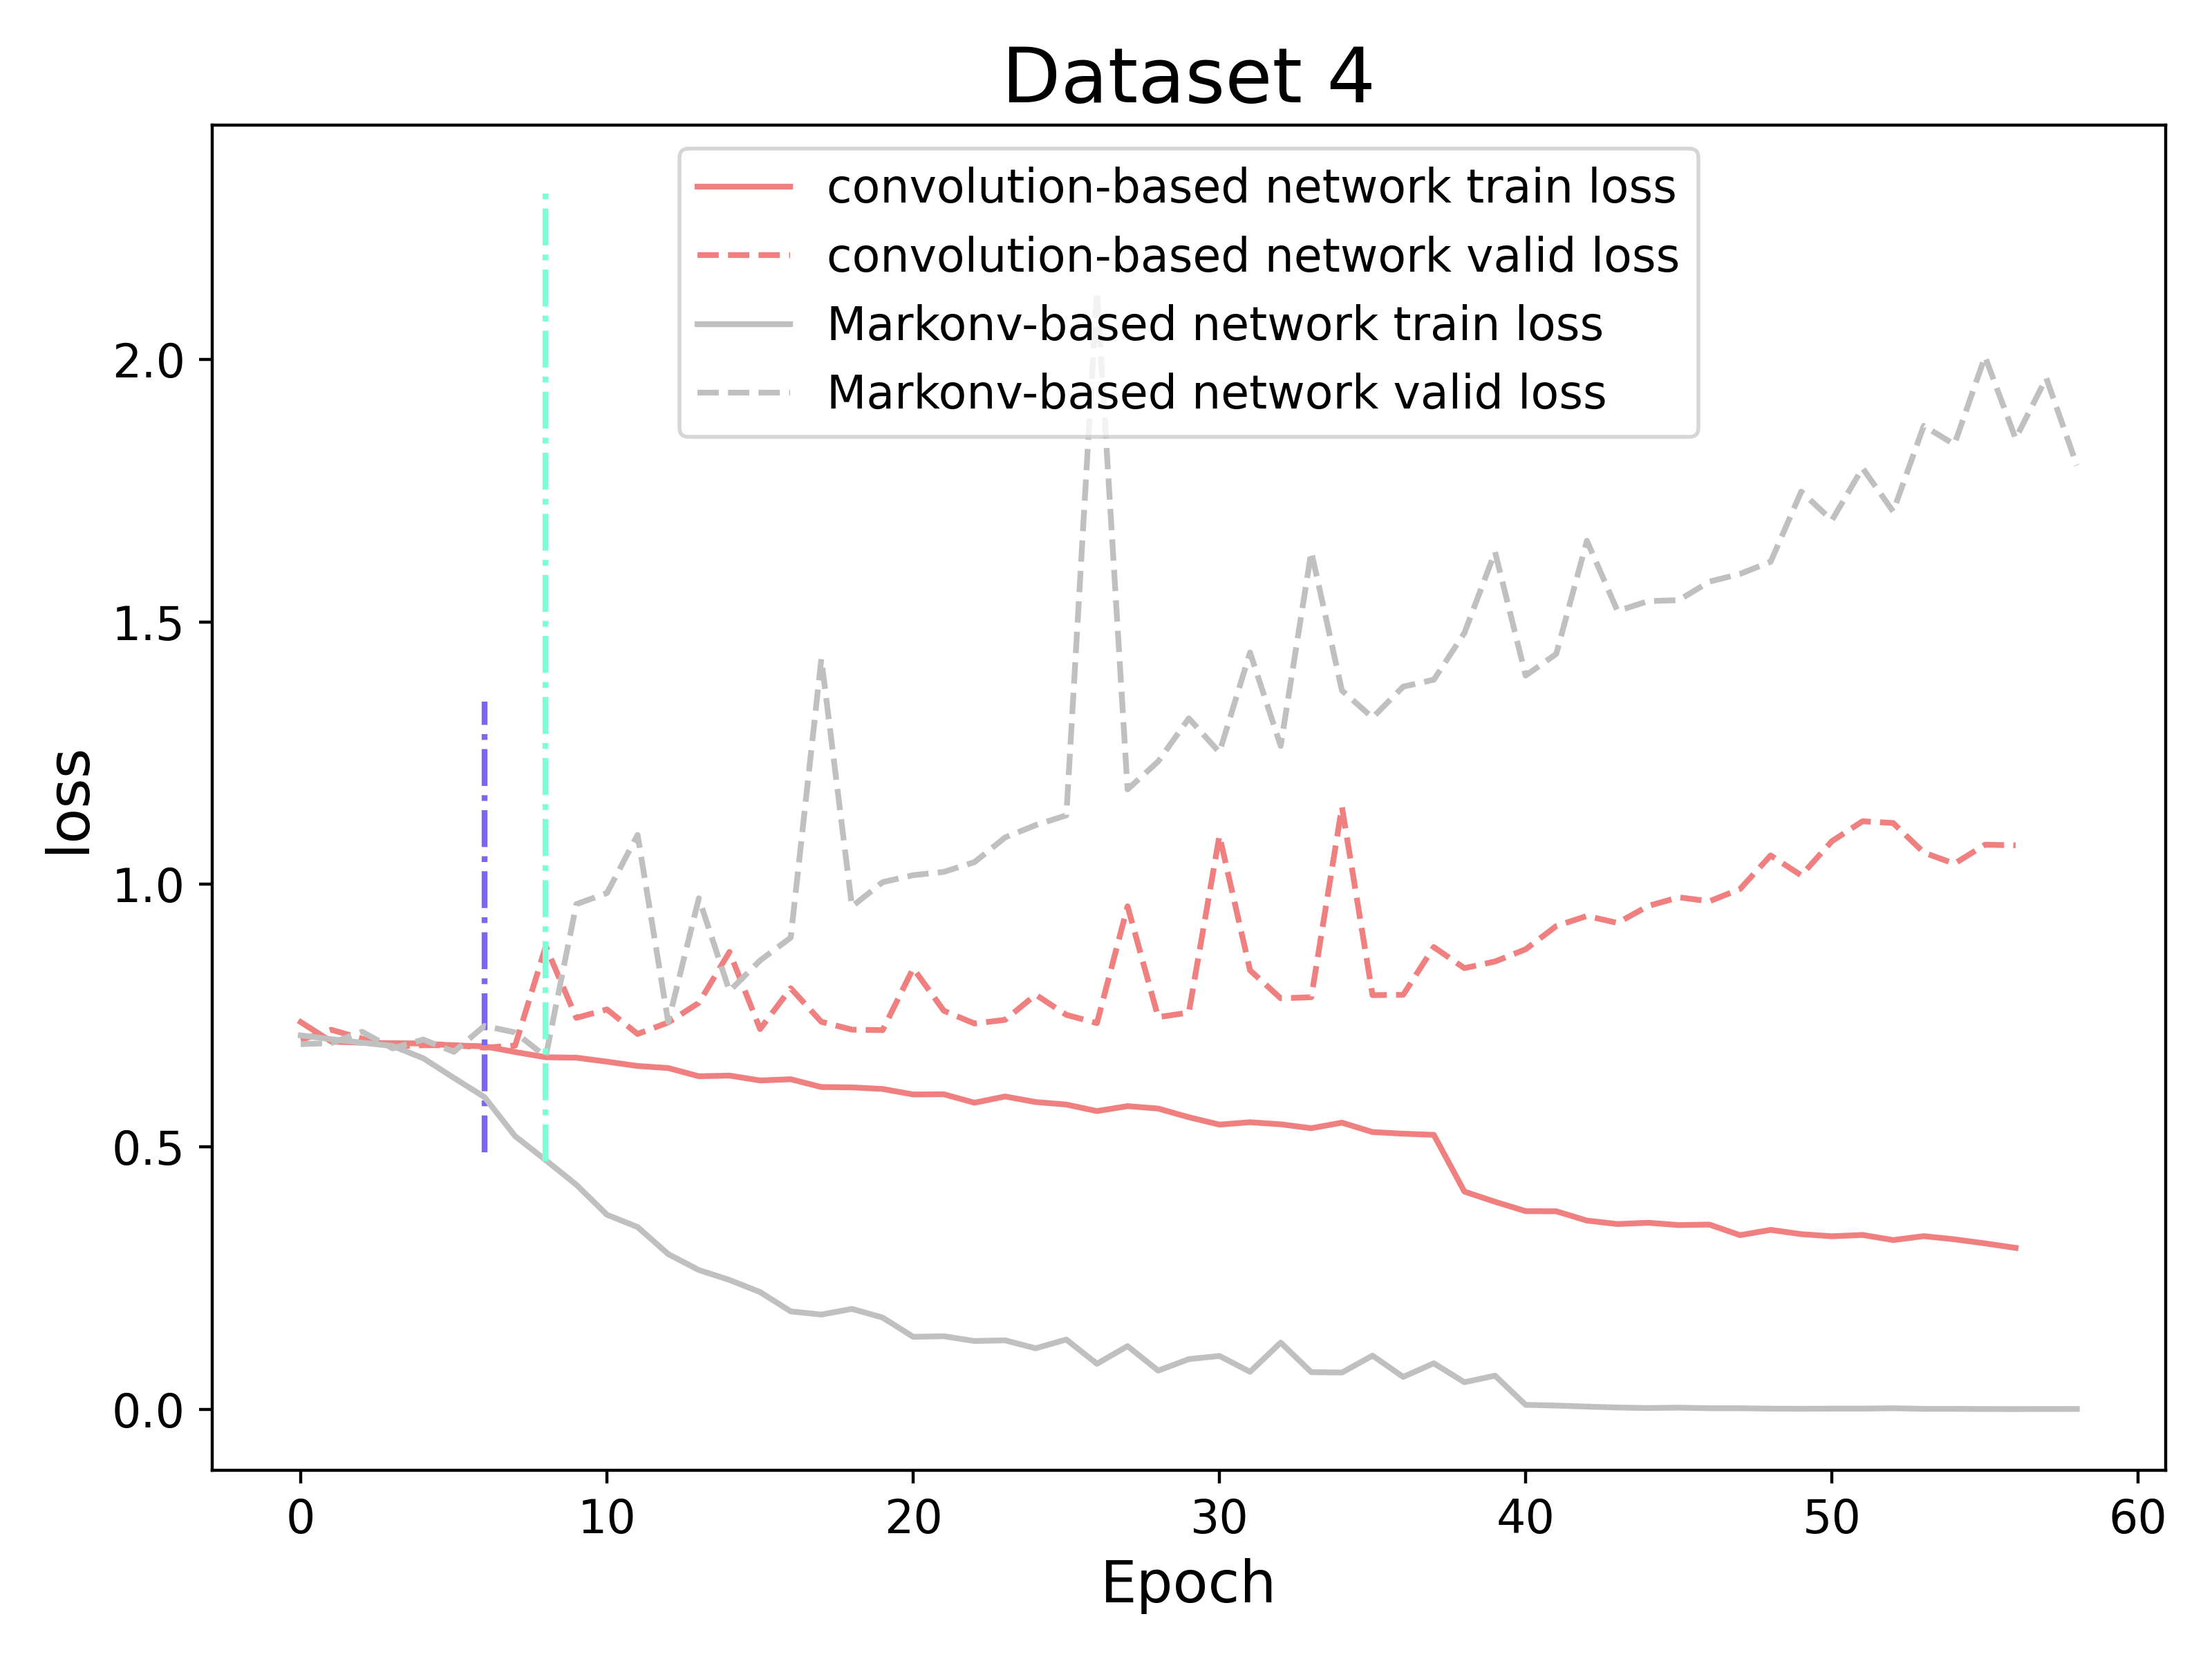 Dataset 4
convolution-based network train loss
convolution-based network valid loss
Markonv-based network train loss
Markonv-based network valid loss
2.0
1.5
1.0
0.5
0.0
loss
0 10 20 30 40 50 60
Epoch